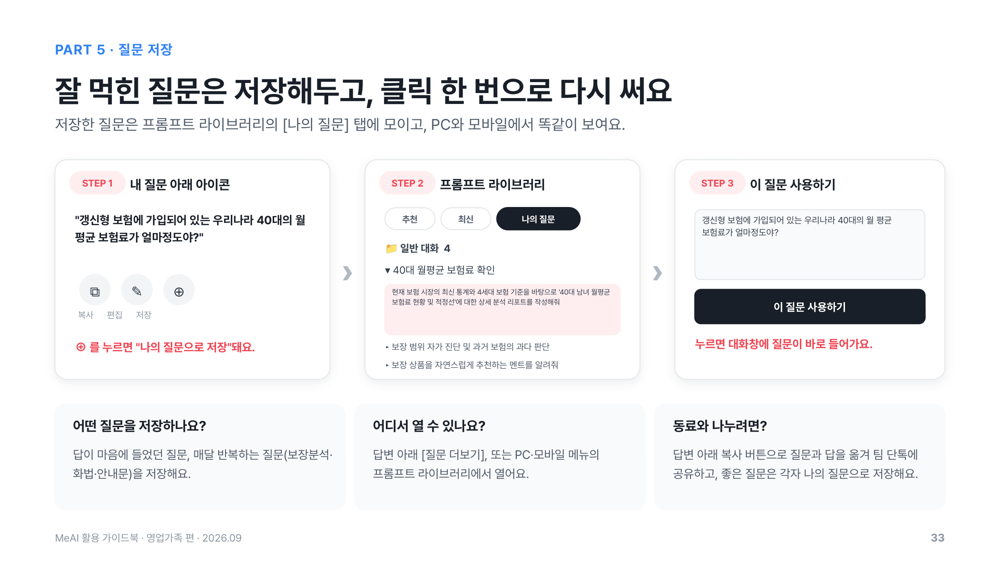 PART 5 · 질문 저장
잘 먹힌 질문은 저장해두고, 클릭 한 번으로 다시 써요
저장한 질문은 프롬프트 라이브러리의 [나의 질문] 탭에 모이고, PC와 모바일에서 똑같이 보여요.
STEP 1 내 질문 아래 아이콘
"갱신형 보험에 가입되어 있는 우리나라 40대의 월
평균 보험료가 얼마정도야?"
⧉ ✎ ⊕
복사 편집 저장
⊕ 를 누르면 "나의 질문으로 저장"돼요.
›
STEP 2 프롬프트 라이브러리
추천 최신 나의 질문
📁 일반 대화 4
▾ 40대 월평균 보험료 확인
현재 보험 시장의 최신 통계와 4세대 보험 기준을 바탕으로 '40대 남녀 월평균
보험료 현황 및 적정선'에 대한 상세 분석 리포트를 작성해줘
▸ 보장 범위 자가 진단 및 과거 보험의 과다 판단
▸ 보장 상품을 자연스럽게 추천하는 멘트를 알려줘
›
STEP 3 이 질문 사용하기
갱신형 보험에 가입되어 있는 우리나라 40대의 월 평균
보험료가 얼마정도야?
이 질문 사용하기
누르면 대화창에 질문이 바로 들어가요.
어떤 질문을 저장하나요?
답이 마음에 들었던 질문, 매달 반복하는 질문(보장분석·
화법·안내문)을 저장해요.
어디서 열 수 있나요?
답변 아래 [질문 더보기], 또는 PC·모바일 메뉴의
프롬프트 라이브러리에서 열어요.
동료와 나누려면?
답변 아래 복사 버튼으로 질문과 답을 옮겨 팀 단톡에
공유하고, 좋은 질문은 각자 나의 질문으로 저장해요.
MeAI 활용 가이드북 · 영업가족 편 · 2026.09
33